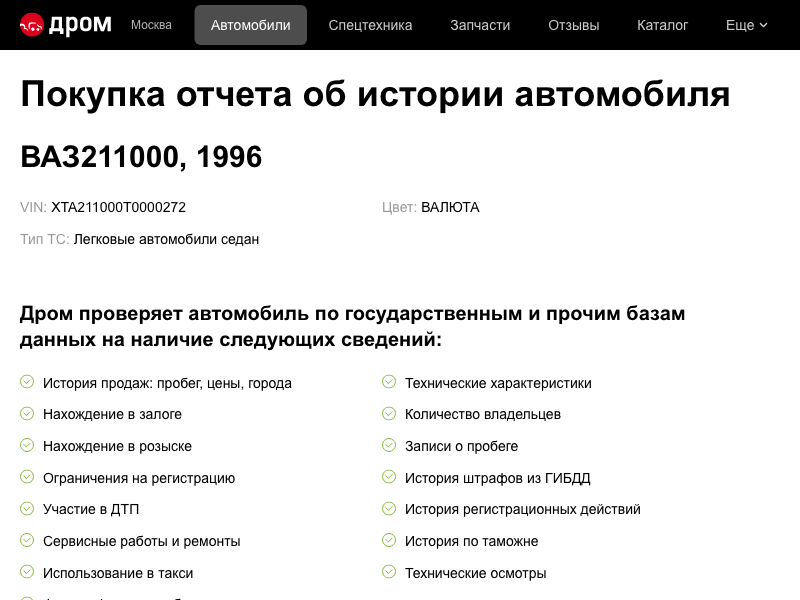 дром Москва Автомобили Спецтехника Запчасти Отзывы Каталог Еще
Покупка отчета об истории автомобиля
ВАЗ211000, 1996
VIN: XTA211000T0000272 Цвет: ВАЛЮТА
Тип ТС: Легковые автомобили седан
Дром проверяет автомобиль по государственным и прочим базам
данных на наличие следующих сведений:
История продаж: пробег, цены, города
Нахождение в залоге
Нахождение в розыске
Ограничения на регистрацию
Участие в ДТП
Сервисные работы и ремонты
Использование в такси
Технические характеристики
Количество владельцев
Записи о пробеге
История штрафов из ГИБДД
История регистрационных действий
История по таможне
Технические осмотры